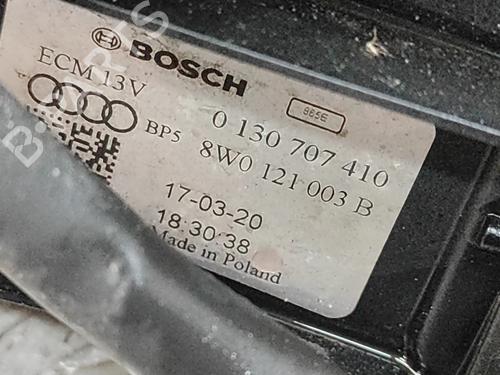 BOSCH
ECM 13V
865E
0 130 707 410
BP5 8W0 121 003 B
17-03-20
18:30:38
Made in Poland